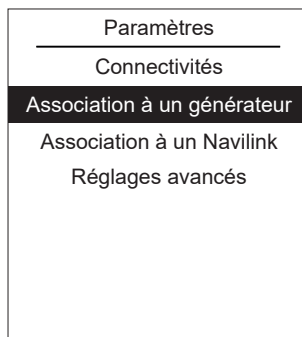 Paramètres
Connectivités
Association à un générateur
Association à un Navilink
Réglages avancés